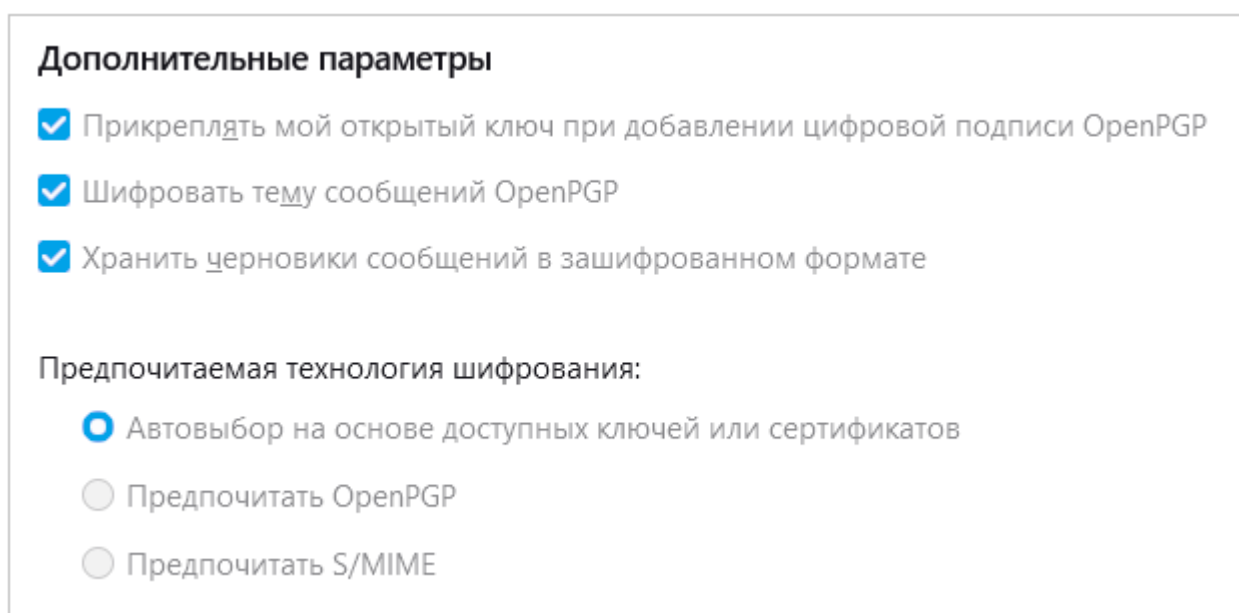 Дополнительные параметры
Прикреплять мой открытый ключ при добавлении цифровой подписи OpenPGP
Шифровать тему сообщений OpenPGP
Хранить черновики сообщений в зашифрованном формате
Предпочитаемая технология шифрования:
Автовыбор на основе доступных ключей или сертификатов
Предпочитать OpenPGP
Предпочитать S/MIME